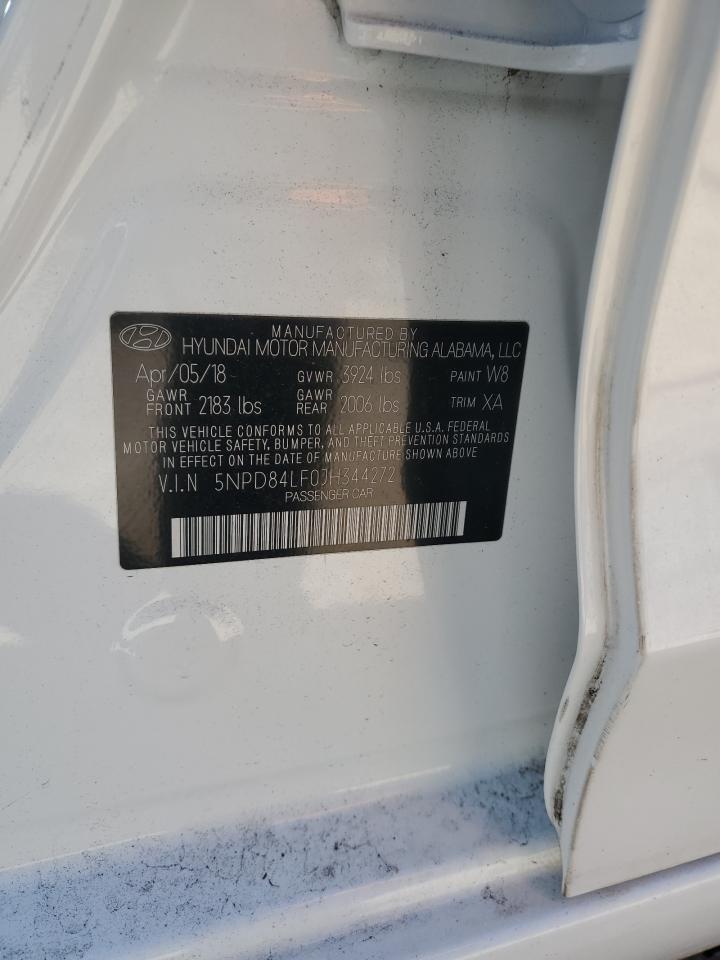 MANUFACTURED BY
HYUNDAI MOTOR MANUFACTURING ALABAMA, LLC
Apr/05/18 GVWR 3924 lbs PAINT W8
GAWR FRONT 2183 lbs GAWR REAR 2006 lbs TRIM XA
THIS VEHICLE CONFORMS TO ALL APPLICABLE U.S.A. FEDERAL
MOTOR VEHICLE SAFETY, BUMPER, AND THEFT PREVENTION STANDARDS
IN EFFECT ON THE DATE OF MANUFACTURE SHOWN ABOVE
V.I.N 5NPD84LF0JH344272
PASSENGER CAR